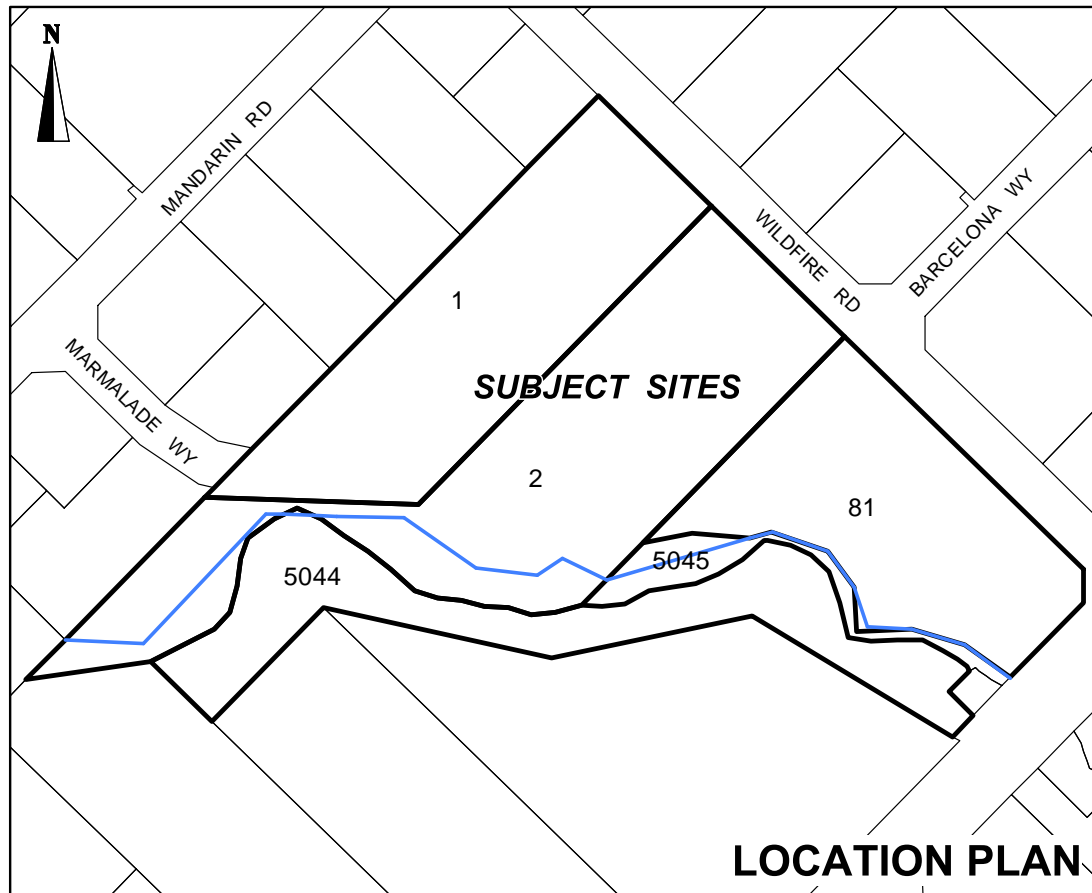 N
MANDARIN RD
WILDFIRE RD
BARCELONA WY
1
MARMALADE WY
SUBJECT SITES
2
81
5045
5044
LOCATION PLAN